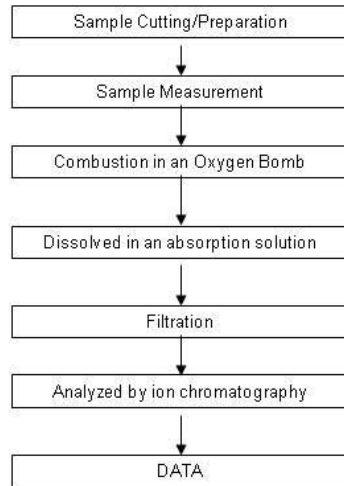 Sample Cutting/Preparation
Sample Measurement
Combustion in an Oxygen Bomb
Dissolved in an absorption solution
Filtration
Analyzed by ion chromatography
DATA